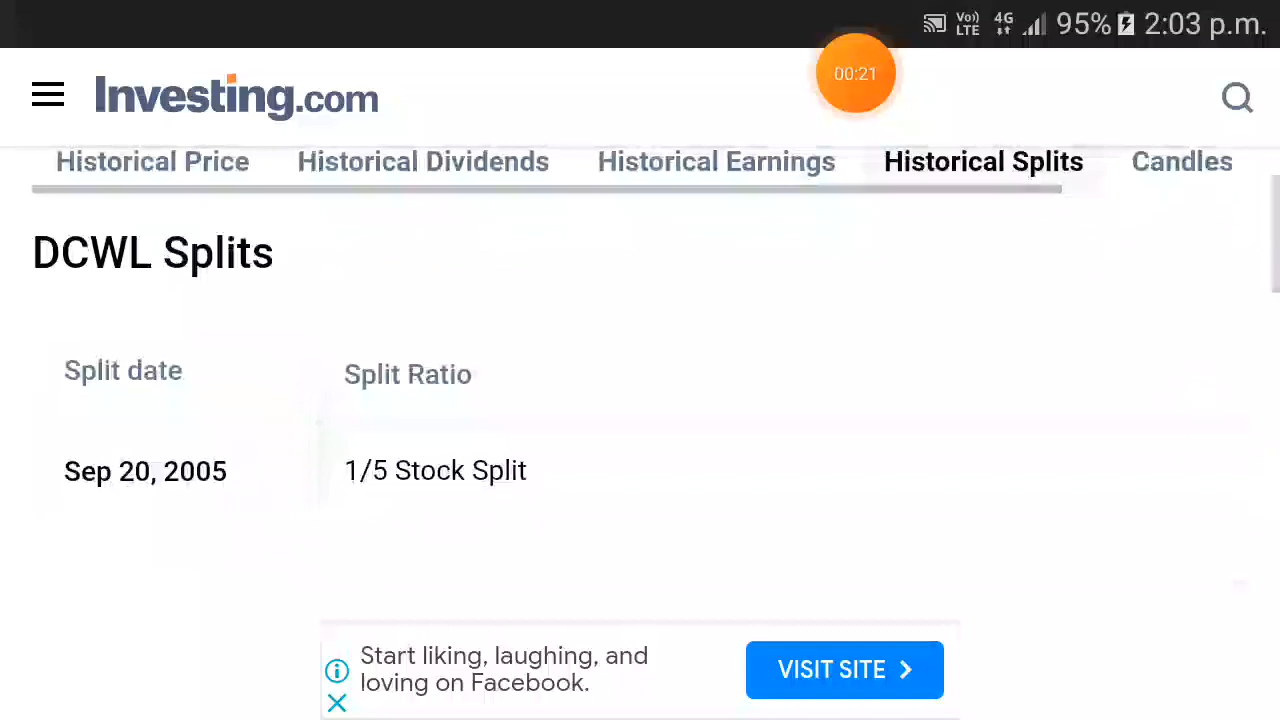 Vo)) LTE 4G 95% 2:03 p.m.
00:21
Investing.com
Historical Price Historical Dividends Historical Earnings Historical Splits Candles
DCWL Splits
Split date Split Ratio
Sep 20, 2005 1/5 Stock Split
Start liking, laughing, and
loving on Facebook.
VISIT SITE